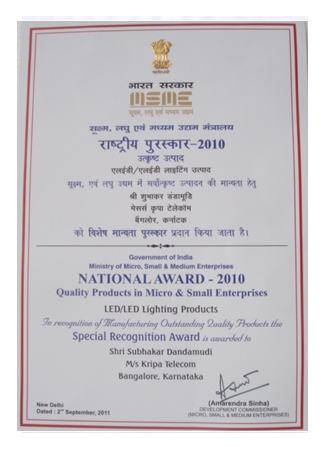 भारत सरकार
MSME
सूक्ष्म, लघु एवं मध्यम उद्यम
सूक्ष्म, लघु एवं मध्यम उद्यम मंत्रालय
राष्ट्रीय पुरस्कार-2010
उत्कृष्ट उत्पाद
एलईडी/एलईडी लाइटिंग उत्पाद
सूक्ष्म, एवं लघु उद्यम में सर्वोत्कृष्ट उत्पादन की मान्यता हेतु
श्री शुभाकर डंडामूडि
मेसर्स कृपा टेलेकॉम
बैंगलोर, कर्नाटक
को विशेष मान्यता पुरस्कार प्रदान किया जाता है।
Government of India
Ministry of Micro, Small & Medium Enterprises
NATIONAL AWARD - 2010
Quality Products in Micro & Small Enterprises
LED/LED Lighting Products
In recognition of Manufacturing Outstanding Quality Products the
Special Recognition Award is awarded to
Shri Subhakar Dandamudi
M/s Kripa Telecom
Bangalore, Karnataka
New Delhi
Dated : 2nd September, 2011
(Amarendra Sinha)
DEVELOPMENT COMMISSIONER
(MICRO, SMALL & MEDIUM ENTERPRISES)